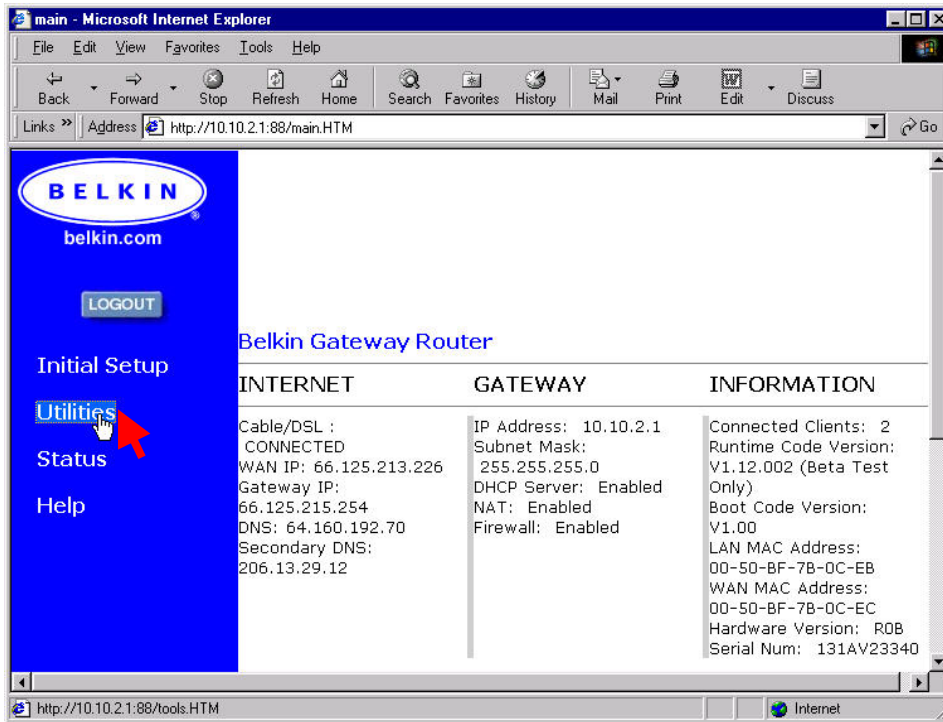 main - Microsoft Internet Explorer
File Edit View Favorites Tools Help
Back Forward Stop Refresh Home Search Favorites History Mail Print Edit Discuss
Links » Address http://10.10.2.1:88/main.HTM Go
BELKIN
®
belkin.com
LOGOUT
Initial Setup
Utilities
Status
Help
Belkin Gateway Router
INTERNET
Cable/DSL :
CONNECTED
WAN IP: 66.125.213.226
Gateway IP:
66.125.215.254
DNS: 64.160.192.70
Secondary DNS:
206.13.29.12
GATEWAY
IP Address: 10.10.2.1
Subnet Mask:
255.255.255.0
DHCP Server: Enabled
NAT: Enabled
Firewall: Enabled
INFORMATION
Connected Clients: 2
Runtime Code Version:
V1.12.002 (Beta Test
Only)
Boot Code Version:
V1.00
LAN MAC Address:
00-50-BF-7B-0C-EB
WAN MAC Address:
00-50-BF-7B-0C-EC
Hardware Version: R0B
Serial Num: 131AV23340
http://10.10.2.1:88/tools.HTM Internet